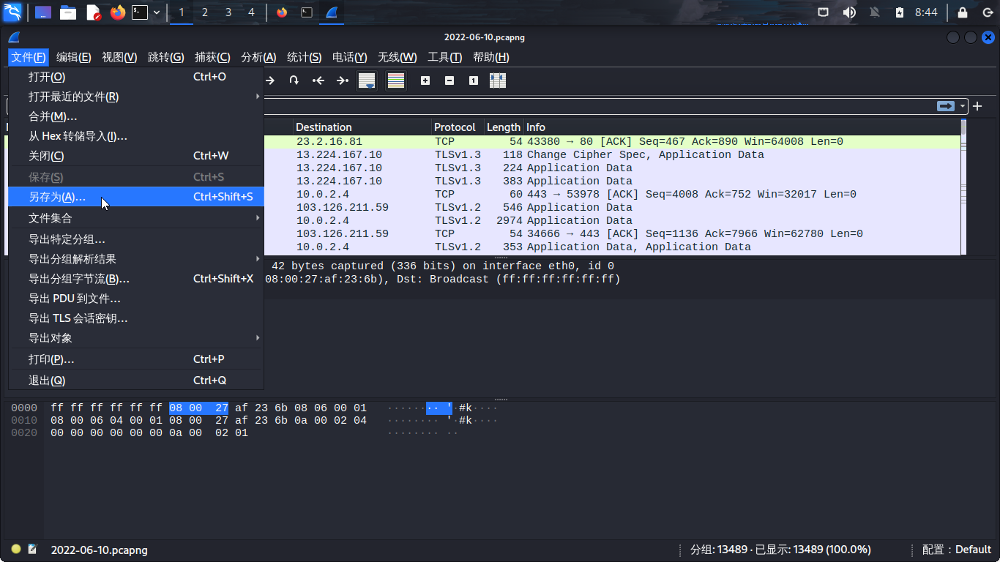 1 2 3 4 8:44
2022-06-10.pcapng
文件(F) 编辑(E) 视图(V) 跳转(G) 捕获(C) 分析(A) 统计(S) 电话(Y) 无线(W) 工具(T) 帮助(H)
打开(O) Ctrl+O
打开最近的文件(R)
合并(M)...
从 Hex 转储导入(I)...
关闭(C) Ctrl+W
保存(S) Ctrl+S
另存为(A)... Ctrl+Shift+S
文件集合
导出特定分组...
导出分组解析结果
导出分组字节流(B)... Ctrl+Shift+X
导出 PDU 到文件...
导出 TLS 会话密钥...
导出对象
打印(P)... Ctrl+P
退出(Q) Ctrl+Q
Destination Protocol Length Info
23.2.16.81 TCP 54 43380 → 80 [ACK] Seq=467 Ack=890 Win=64008 Len=0
13.224.167.10 TLSv1.3 118 Change Cipher Spec, Application Data
13.224.167.10 TLSv1.3 224 Application Data
13.224.167.10 TLSv1.3 383 Application Data
10.0.2.4 TCP 60 443 → 53978 [ACK] Seq=4008 Ack=752 Win=32017 Len=0
103.126.211.59 TLSv1.2 546 Application Data
10.0.2.4 TLSv1.2 2974 Application Data
103.126.211.59 TCP 54 34666 → 443 [ACK] Seq=1136 Ack=7966 Win=62780 Len=0
10.0.2.4 TLSv1.2 353 Application Data, Application Data
42 bytes captured (336 bits) on interface eth0, id 0
08:00:27:af:23:6b), Dst: Broadcast (ff:ff:ff:ff:ff:ff)
0000 ff ff ff ff ff ff 08 00 27 af 23 6b 08 06 00 01 ········ '·#k····
0010 08 00 06 04 00 01 08 00 27 af 23 6b 0a 00 02 04 ········ '·#k····
0020 00 00 00 00 00 00 0a 00 02 01 ········ ··
2022-06-10.pcapng 分组: 13489 · 已显示: 13489 (100.0%) 配置：Default